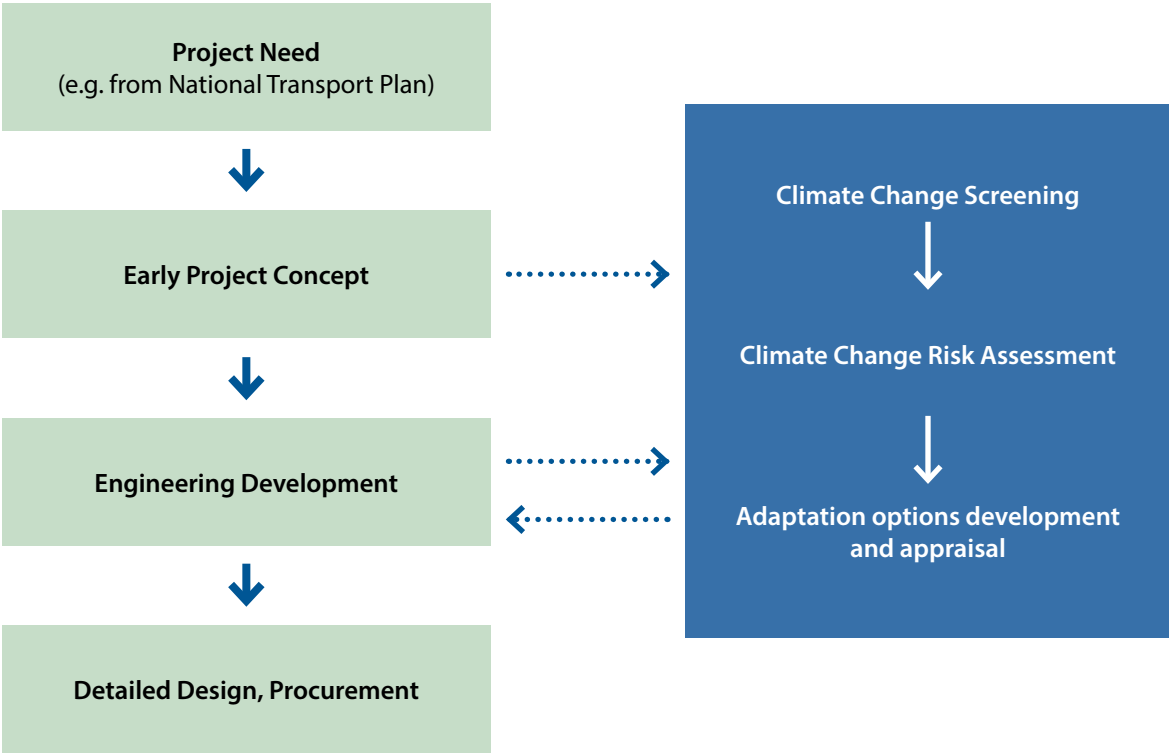 Project Need
(e.g. from National Transport Plan)
Early Project Concept
Engineering Development
Detailed Design, Procurement
Climate Change Screening
Climate Change Risk Assessment
Adaptation options development
and appraisal